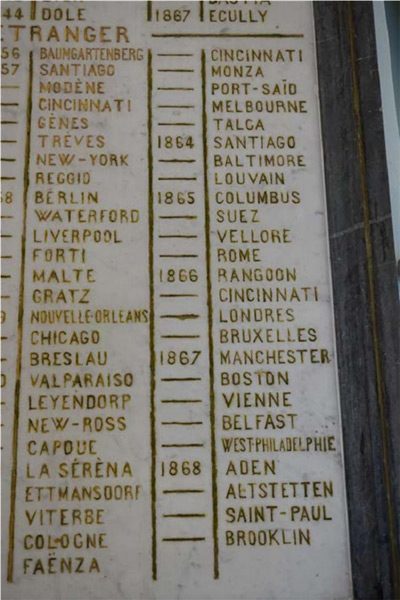 44 DOLE 1867 ECULLY
ETRANGER
56 BAUMGARTENBERG — CINCINNATI
57 SANTIAGO — MONZA
MODÈNE — PORT-SAÏD
CINCINNATI — MELBOURNE
GÈNES — TALCA
TRÈVES 1864 SANTIAGO
NEW-YORK — BALTIMORE
REGGIO — LOUVAIN
58 BÉRLIN 1865 COLUMBUS
WATERFORD — SUEZ
LIVERPOOL — VELLORE
FORTI — ROME
MALTE 1866 RANGOON
GRATZ — CINCINNATI
NOUVELLE-ORLEANS — LONDRES
CHICAGO — BRUXELLES
BRESLAU 1867 MANCHESTER
VALPARAISO — BOSTON
LEYENDORP — VIENNE
NEW-ROSS — BELFAST
CAPOUE — WEST-PHILADELPHIE
LA SÉRÈNA 1868 ADEN
ETTMANSDORF — ALTSTETTEN
VITERBE — SAINT-PAUL
COLOGNE — BROOKLIN
FAËNZA